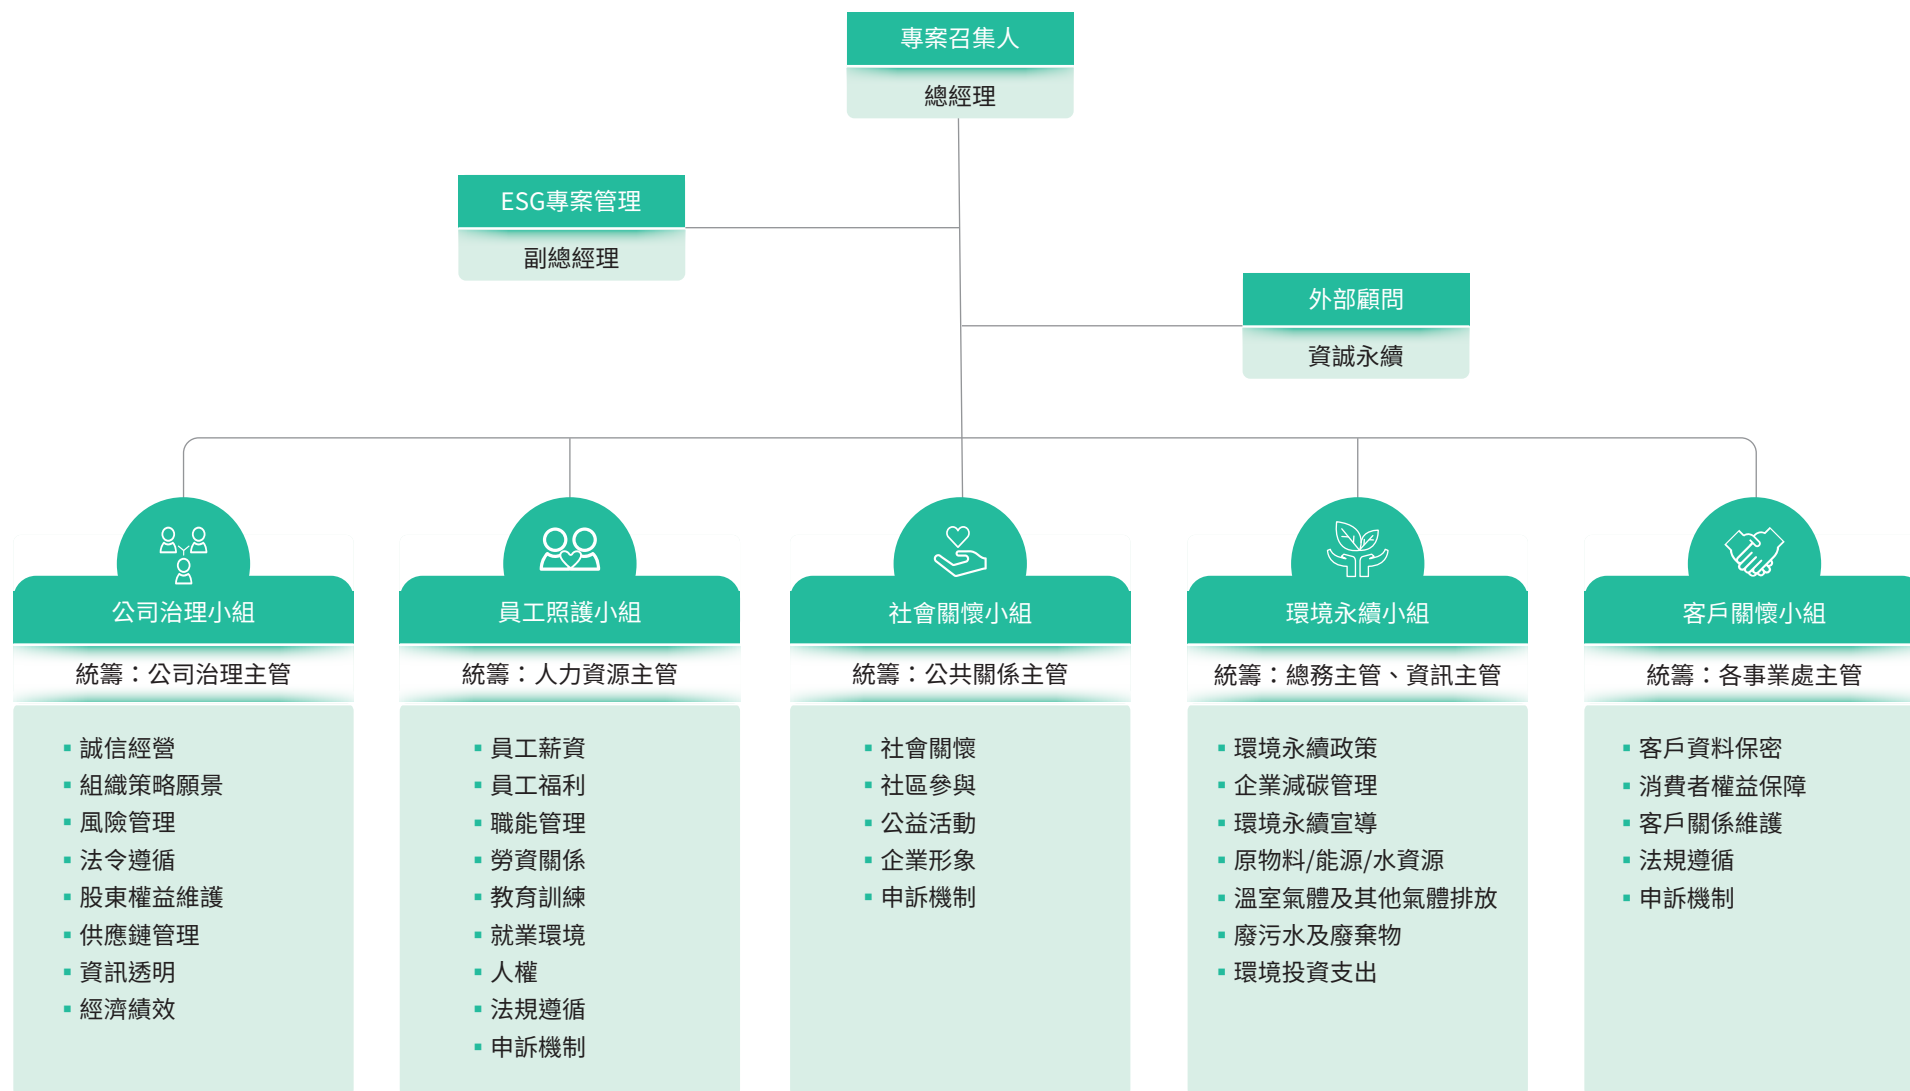 專案召集人
總經理
ESG專案管理
副總經理
外部顧問
資誠永續
公司治理小組
統籌：公司治理主管
誠信經營
組織策略願景
風險管理
法令遵循
股東權益維護
供應鏈管理
資訊透明
經濟績效
員工照護小組
統籌：人力資源主管
員工薪資
員工福利
職能管理
勞資關係
教育訓練
就業環境
人權
法規遵循
申訴機制
社會關懷小組
統籌：公共關係主管
社會關懷
社區參與
公益活動
企業形象
申訴機制
環境永續小組
統籌：總務主管、資訊主管
環境永續政策
企業減碳管理
環境永續宣導
原物料/能源/水資源
溫室氣體及其他氣體排放
廢污水及廢棄物
環境投資支出
客戶關懷小組
統籌：各事業處主管
客戶資料保密
消費者權益保障
客戶關係維護
法規遵循
申訴機制